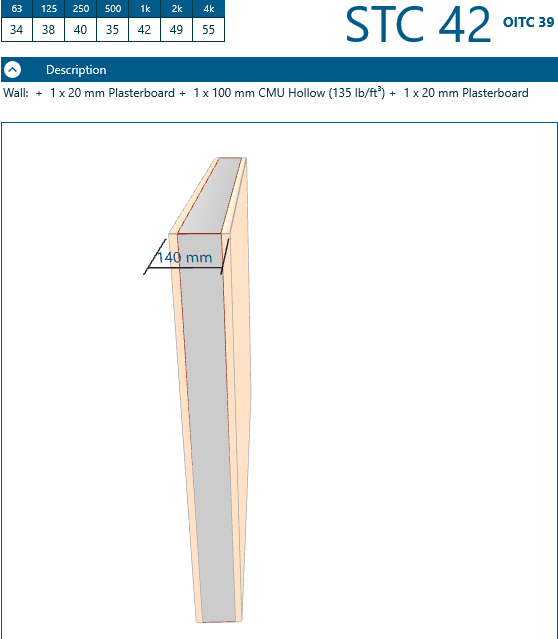 63 125 250 500 1k 2k 4k
34 38 40 35 42 49 55
STC 42 OITC 39
Description
Wall: + 1 x 20 mm Plasterboard + 1 x 100 mm CMU Hollow (135 lb/ft³) + 1 x 20 mm Plasterboard
140 mm